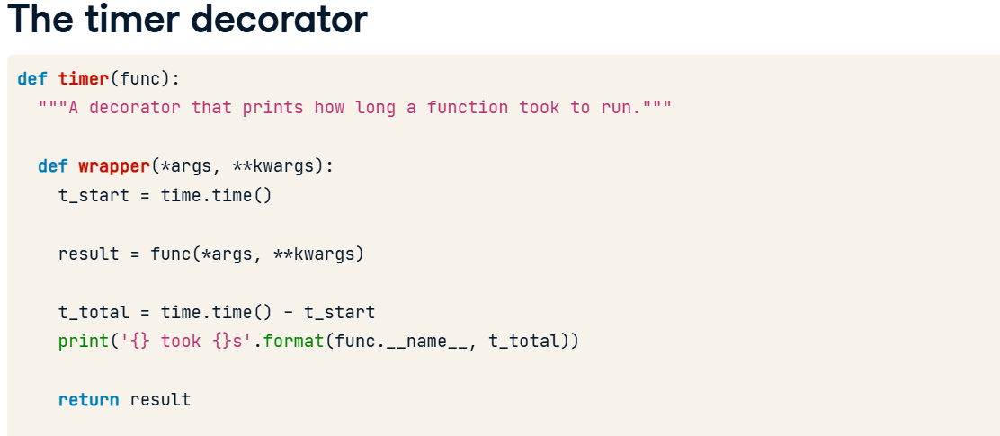 The timer decorator
def timer(func):
"""A decorator that prints how long a function took to run."""
def wrapper(*args, **kwargs):
t_start = time.time()
result = func(*args, **kwargs)
t_total = time.time() - t_start
print('{} took {}s'.format(func.__name__, t_total))
return result